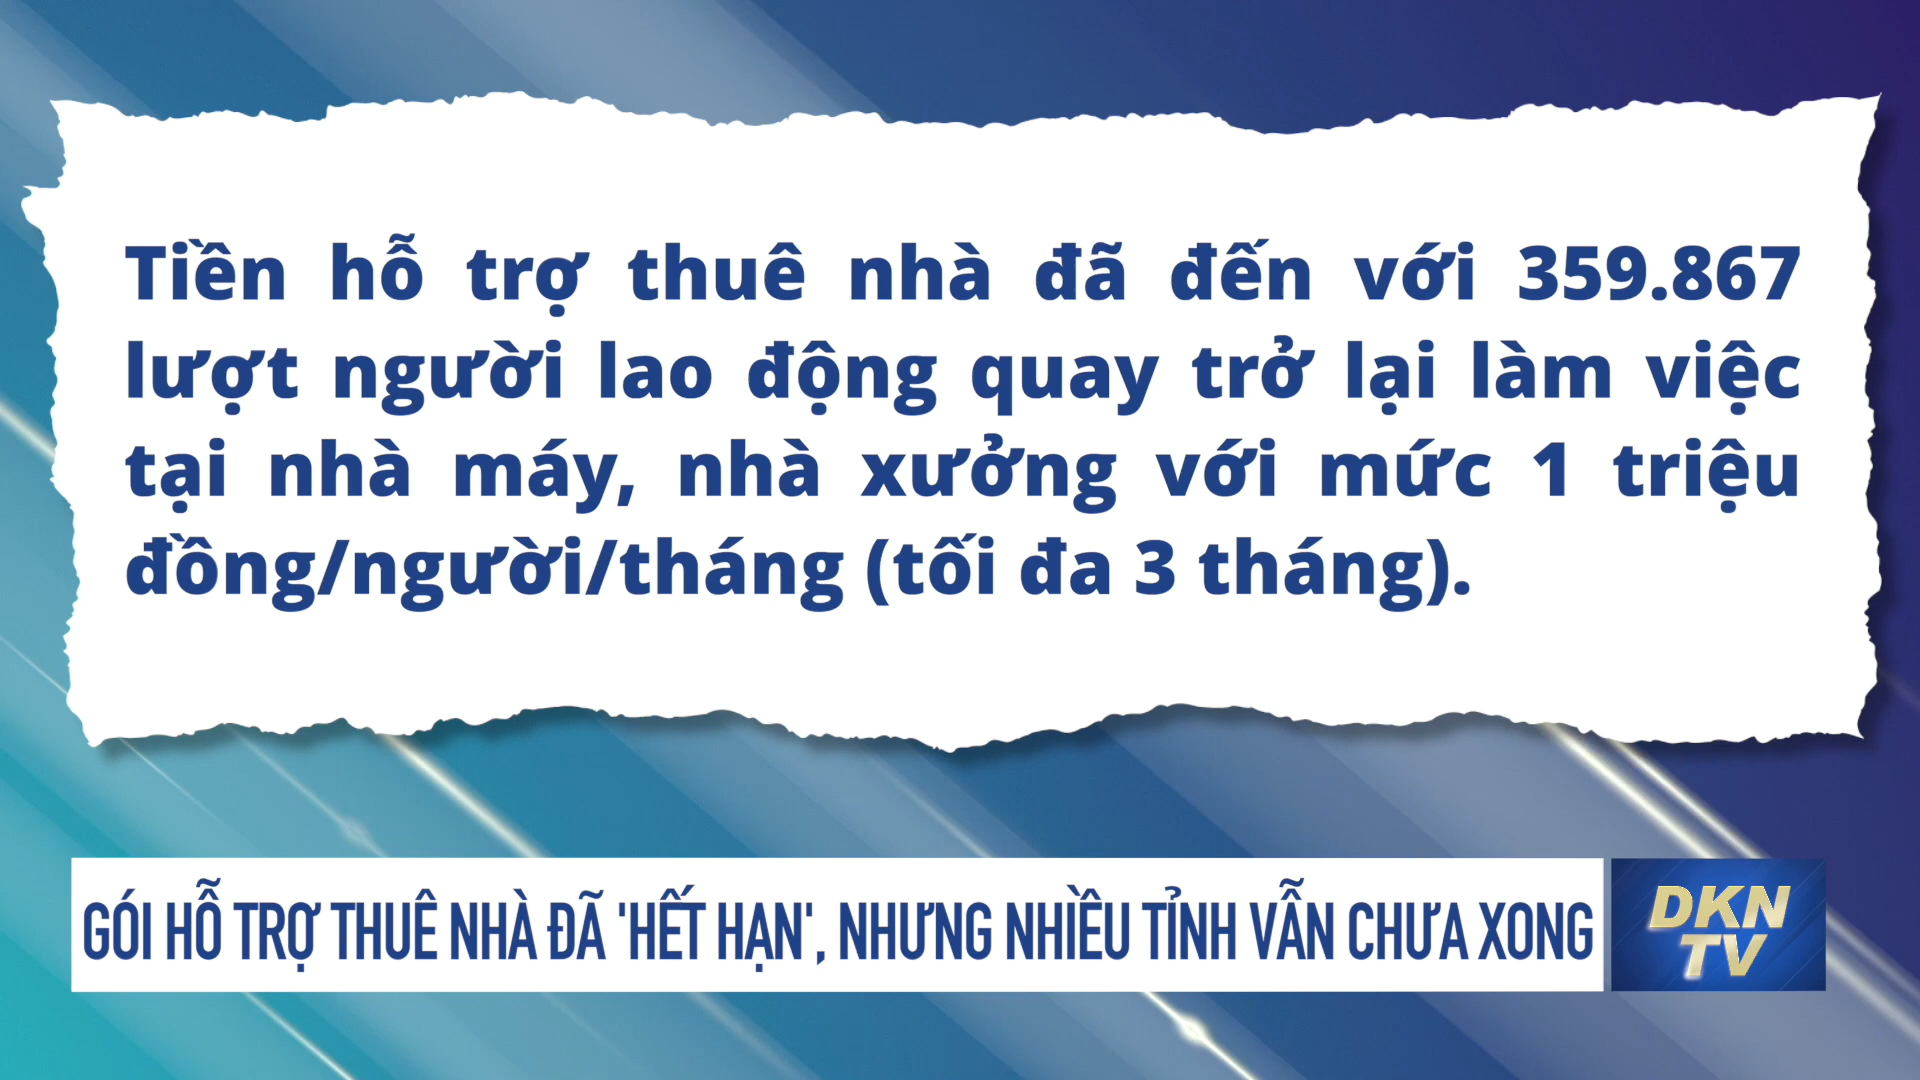 Tiền hỗ trợ thuê nhà đã đến với 359.867
lượt người lao động quay trở lại làm việc
tại nhà máy, nhà xưởng với mức 1 triệu
đồng/người/tháng (tối đa 3 tháng).
GÓI HỖ TRỢ THUÊ NHÀ ĐÃ 'HẾT HẠN', NHƯNG NHIỀU TỈNH VẪN CHƯA XONG
DKN
TV